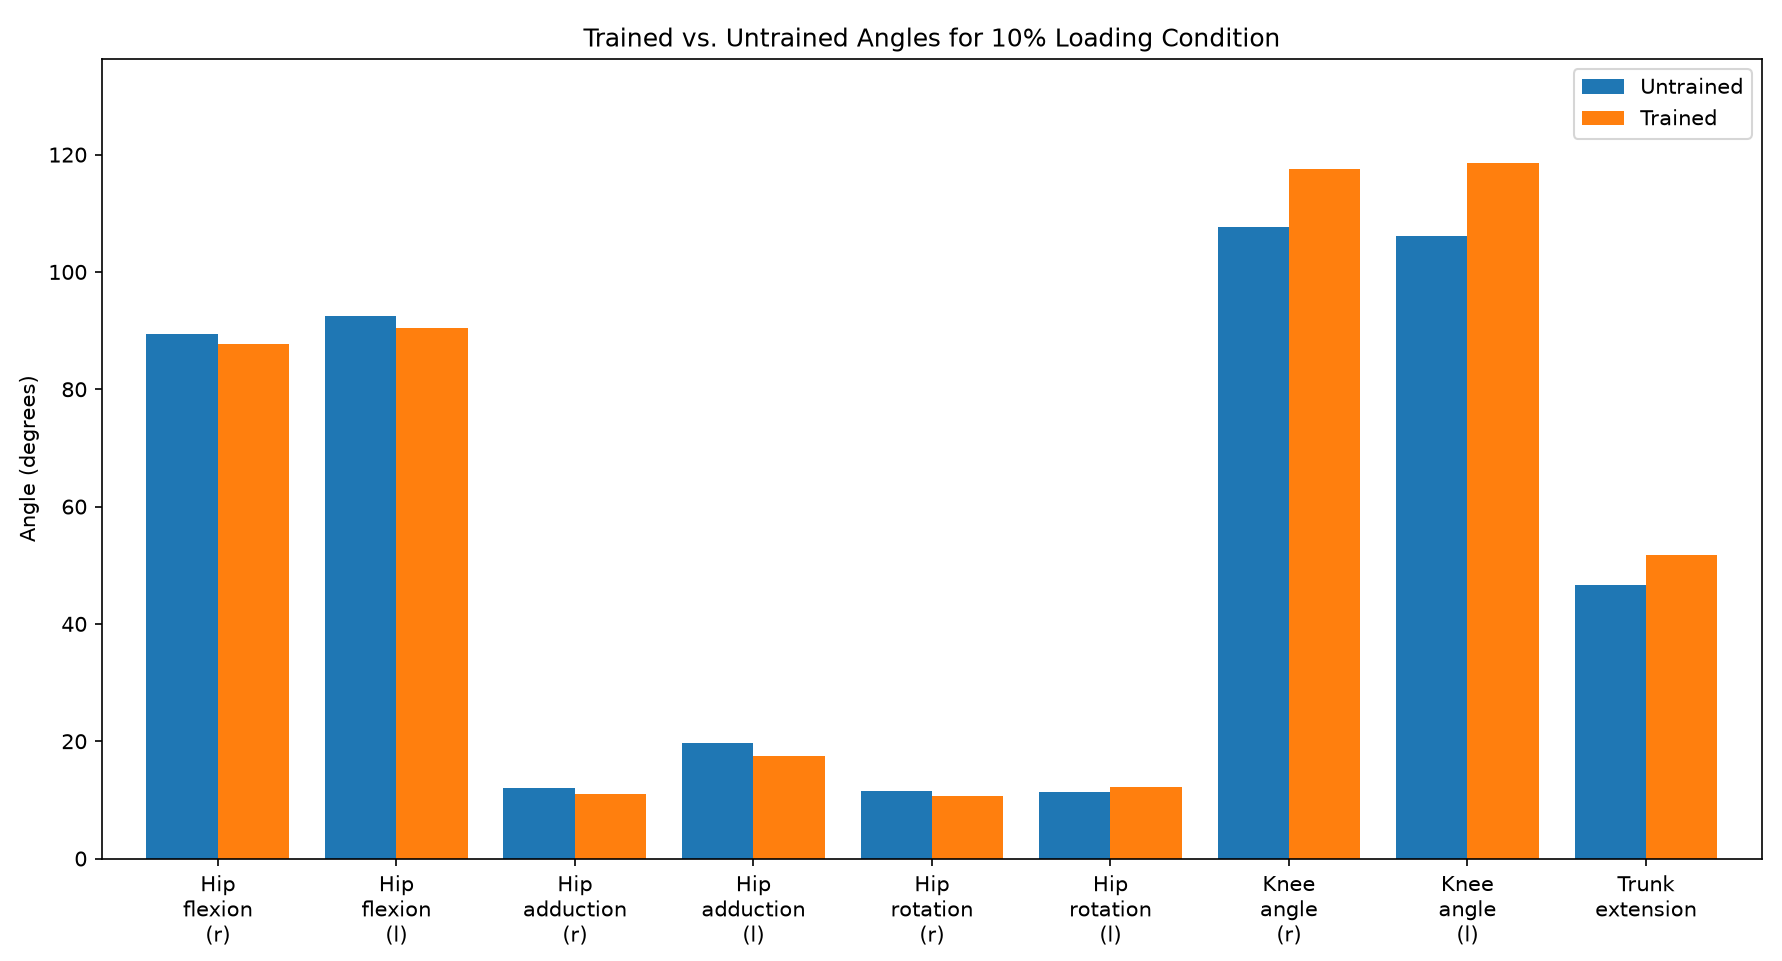 Trained vs. Untrained Angles for 10% Loading Condition
Untrained
Trained
Angle (degrees)
120
100
80
60
40
20
0
Hip
flexion
(r)
Hip
flexion
(l)
Hip
adduction
(r)
Hip
adduction
(l)
Hip
rotation
(r)
Hip
rotation
(l)
Knee
angle
(r)
Knee
angle
(l)
Trunk
extension